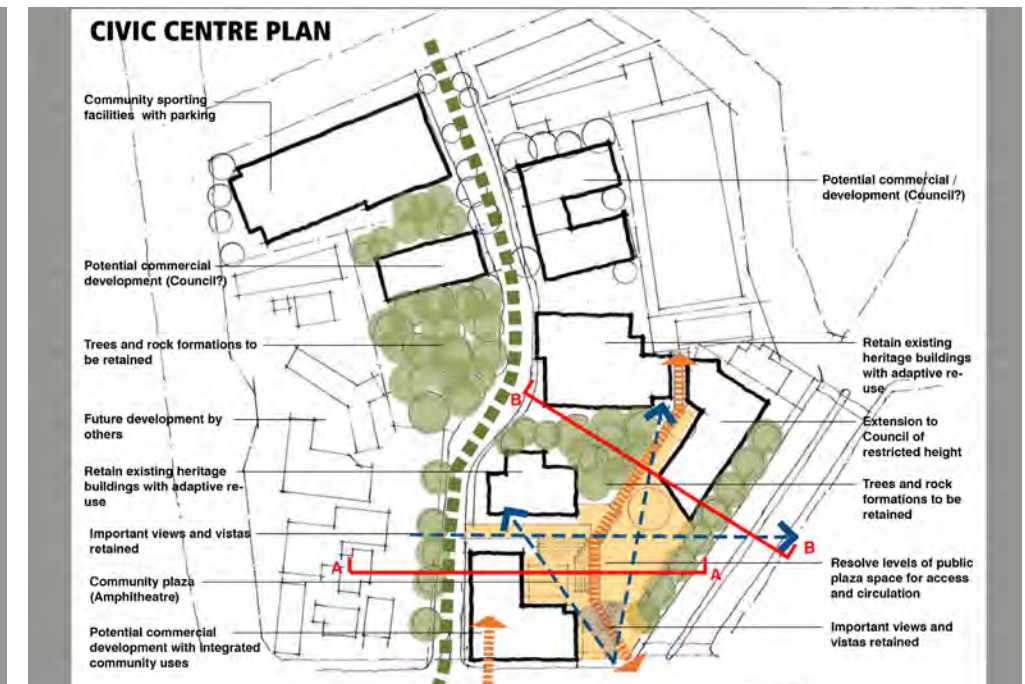 CIVIC CENTRE PLAN
Community sporting
facilities with parking
Potential commercial
development (Council?)
Trees and rock formations to
be retained
Future development by
others
Retain existing heritage
buildings with adaptive re-
use
Important views and vistas
retained
Community plaza
(Amphitheatre)
Potential commercial
development with integrated
community uses
Potential commercial /
development (Council?)
Retain existing
heritage buildings
with adaptive re-
use
Extension to
Council of
restricted height
Trees and rock
formations to be
retained
Resolve levels of public
plaza space for access
and circulation
Important views and
vistas retained
B
B
A
A